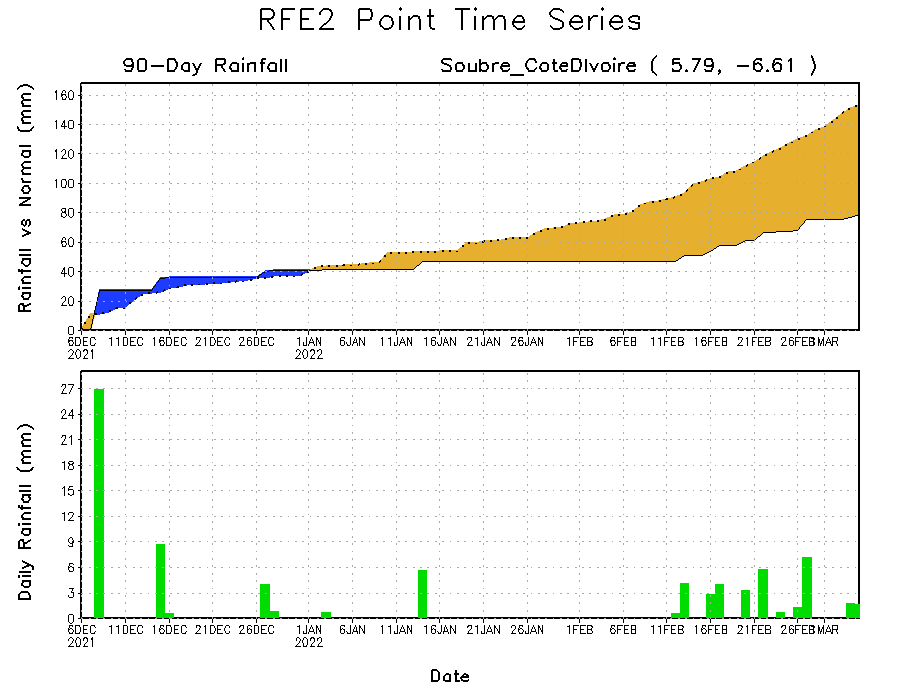 RFE2 Point Time Series
90-Day Rainfall
Soubre_CoteDIvoire ( 5.79, -6.61 )
Rainfall vs Normal (mm)
160
140
120
100
80
60
40
20
0
6DEC 11DEC 16DEC 21DEC 26DEC 1JAN 6JAN 11JAN 16JAN 21JAN 26JAN 1FEB 6FEB 11FEB 16FEB 21FEB 26FEB 1MAR
2021 2022
Daily Rainfall (mm)
27
24
21
18
15
12
9
6
3
0
6DEC 11DEC 16DEC 21DEC 26DEC 1JAN 6JAN 11JAN 16JAN 21JAN 26JAN 1FEB 6FEB 11FEB 16FEB 21FEB 26FEB 1MAR
2021 2022
Date